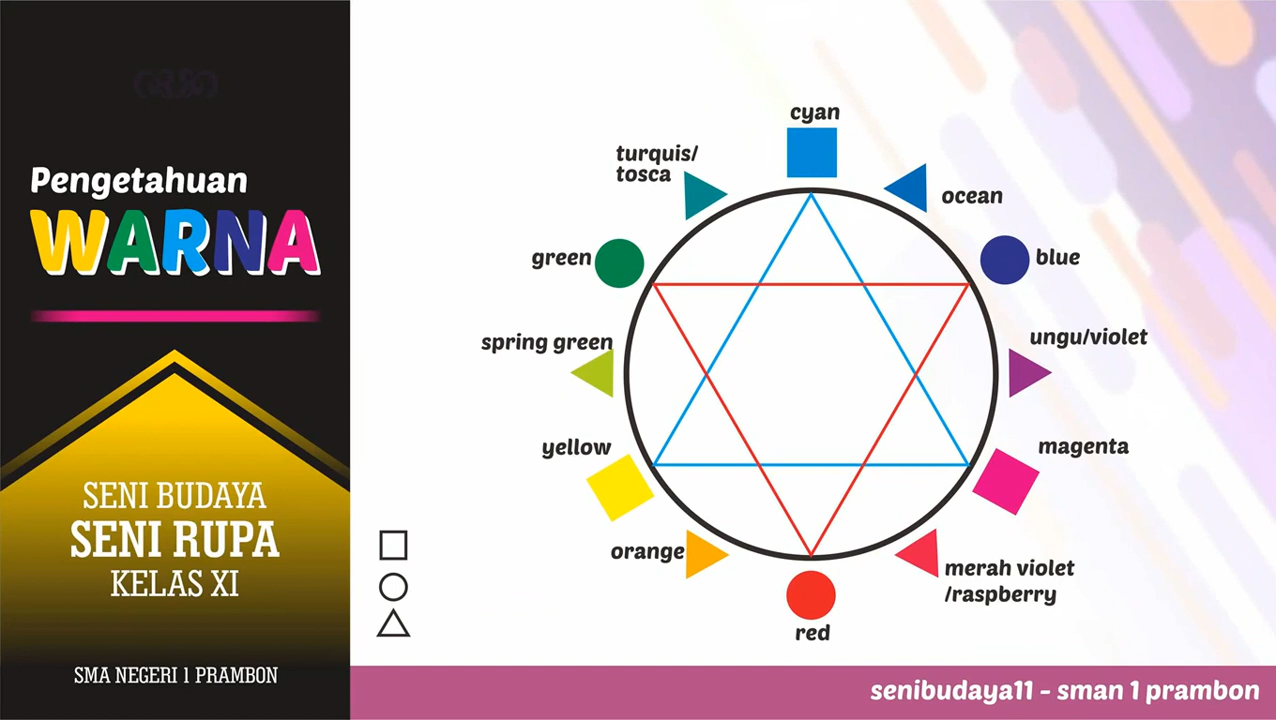 Pengetahuan
WARNA
SENI BUDAYA
SENI RUPA
KELAS XI
SMA NEGERI 1 PRAMBON
cyan
turquis/
tosca
ocean
green
blue
spring green
ungu/violet
yellow
magenta
orange
merah violet
/raspberry
red
senibudaya11 - sman 1 prambon